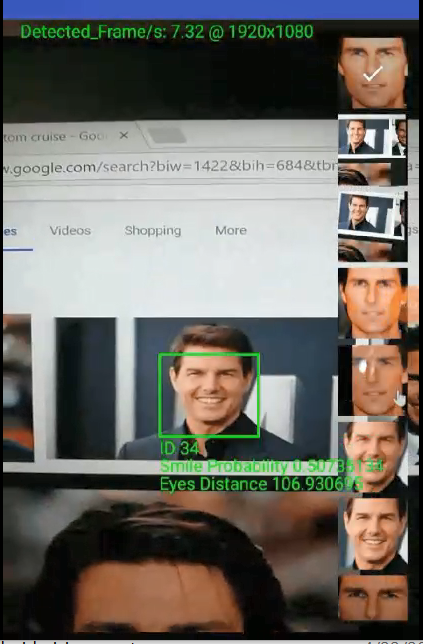 Detected_Frame/s: 7.32 @ 1920x1080
tom cruise - Goo
w.google.com/search?biw=1422&bih=684&tbm
es Videos Shopping More
ID 34
Smile Probability 0.50735134
Eyes Distance 106.930695